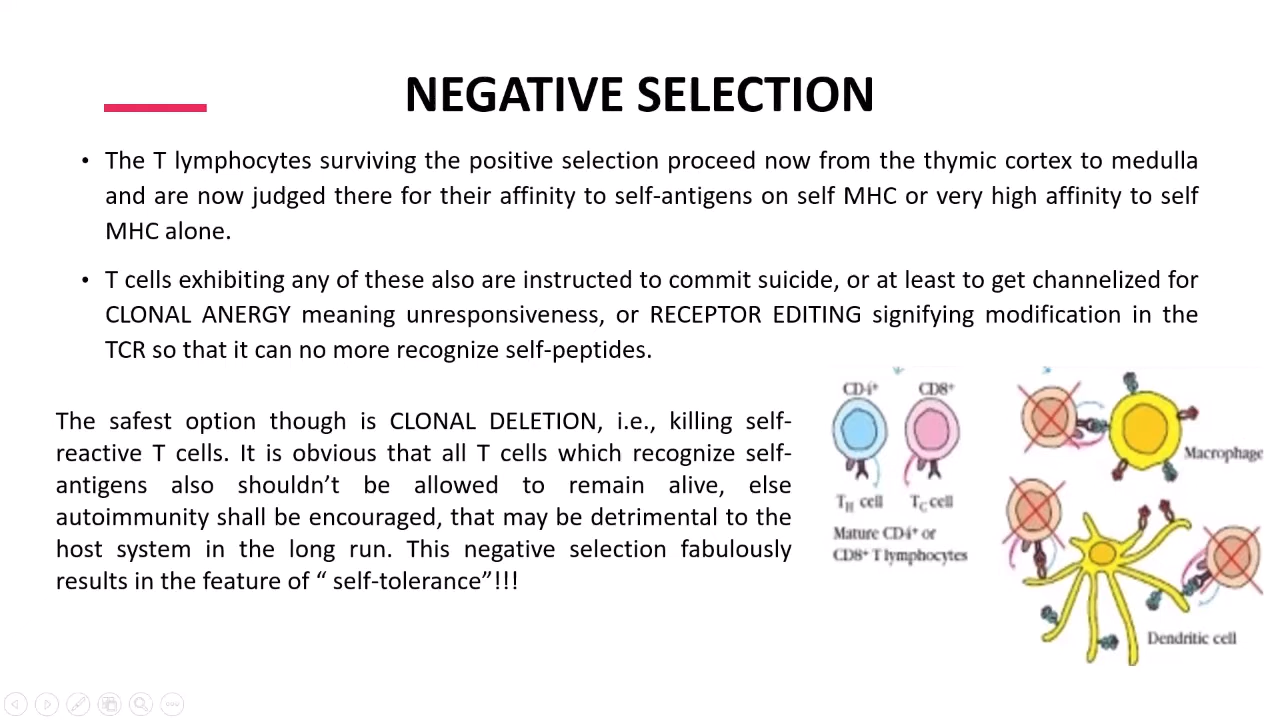 NEGATIVE SELECTION
• The T lymphocytes surviving the positive selection proceed now from the thymic cortex to medulla
and are now judged there for their affinity to self-antigens on self MHC or very high affinity to self
MHC alone.
• T cells exhibiting any of these also are instructed to commit suicide, or at least to get channelized for
CLONAL ANERGY meaning unresponsiveness, or RECEPTOR EDITING signifying modification in the
TCR so that it can no more recognize self-peptides.
The safest option though is CLONAL DELETION, i.e., killing self-
reactive T cells. It is obvious that all T cells which recognize self-
antigens also shouldn’t be allowed to remain alive, else
autoimmunity shall be encouraged, that may be detrimental to the
host system in the long run. This negative selection fabulously
results in the feature of “ self-tolerance”!!!
CD4+ CD8+
TH cell TC cell
Mature CD4+ or
CD8+ T lymphocytes
Macrophage
Dendritic cell